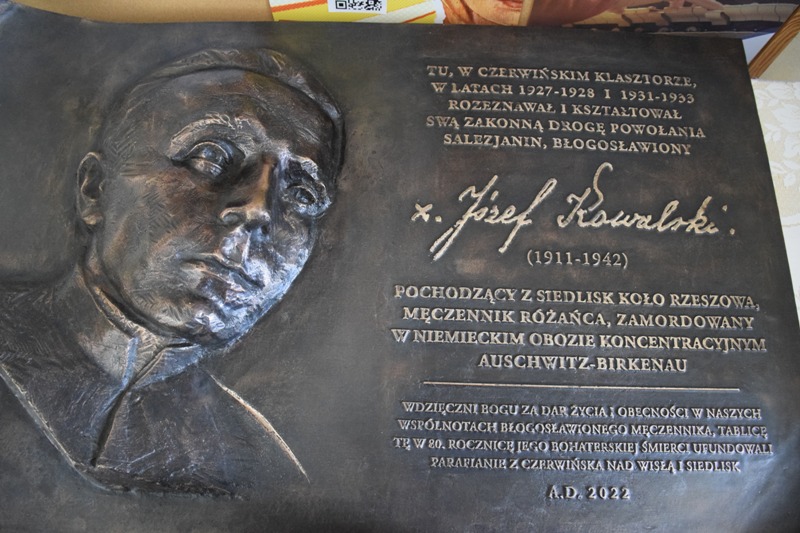 TU, W CZERWIŃSKIM KLASZTORZE,
W LATACH 1927-1928 I 1931-1933
ROZEZNAWAŁ I KSZTAŁTOWAŁ
SWĄ ZAKONNĄ DROGĘ POWOŁANIA
SALEZJANIN, BŁOGOSŁAWIONY
x. Józef Kowalski.
(1911-1942)
POCHODZĄCY Z SIEDLISK KOŁO RZESZOWA,
MĘCZENNIK RÓŻAŃCA, ZAMORDOWANY
W NIEMIECKIM OBOZIE KONCENTRACYJNYM
AUSCHWITZ-BIRKENAU
WDZIĘCZNI BOGU ZA DAR ŻYCIA I OBECNOŚCI W NASZYCH
WSPÓLNOTACH BŁOGOSŁAWIONEGO MĘCZENNIKA, TABLICĘ
TĘ W 80. ROCZNICĘ JEGO BOHATERSKIEJ ŚMIERCI UFUNDOWALI
PARAFIANIE Z CZERWIŃSKA NAD WISŁĄ I SIEDLISK
A.D. 2022